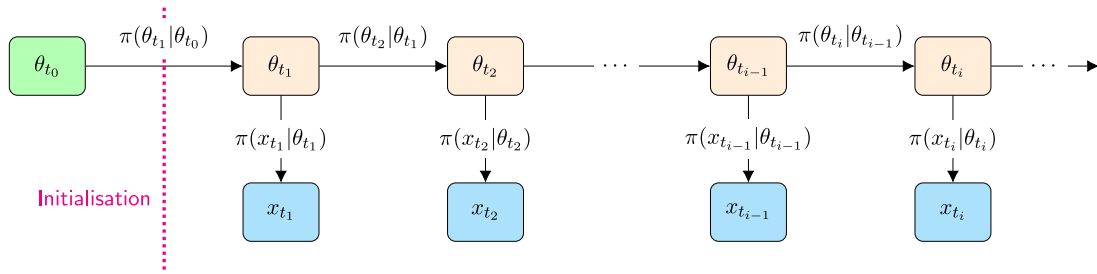 π(θ_{t_1}|θ_{t_0}) π(θ_{t_2}|θ_{t_1}) π(θ_{t_i}|θ_{t_{i−1}})
θ_{t_0} θ_{t_1} θ_{t_2} ··· θ_{t_{i−1}} θ_{t_i} ···
π(x_{t_1}|θ_{t_1}) π(x_{t_2}|θ_{t_2}) π(x_{t_{i−1}}|θ_{t_{i−1}}) π(x_{t_i}|θ_{t_i})
Initialisation
x_{t_1} x_{t_2} x_{t_{i−1}} x_{t_i}